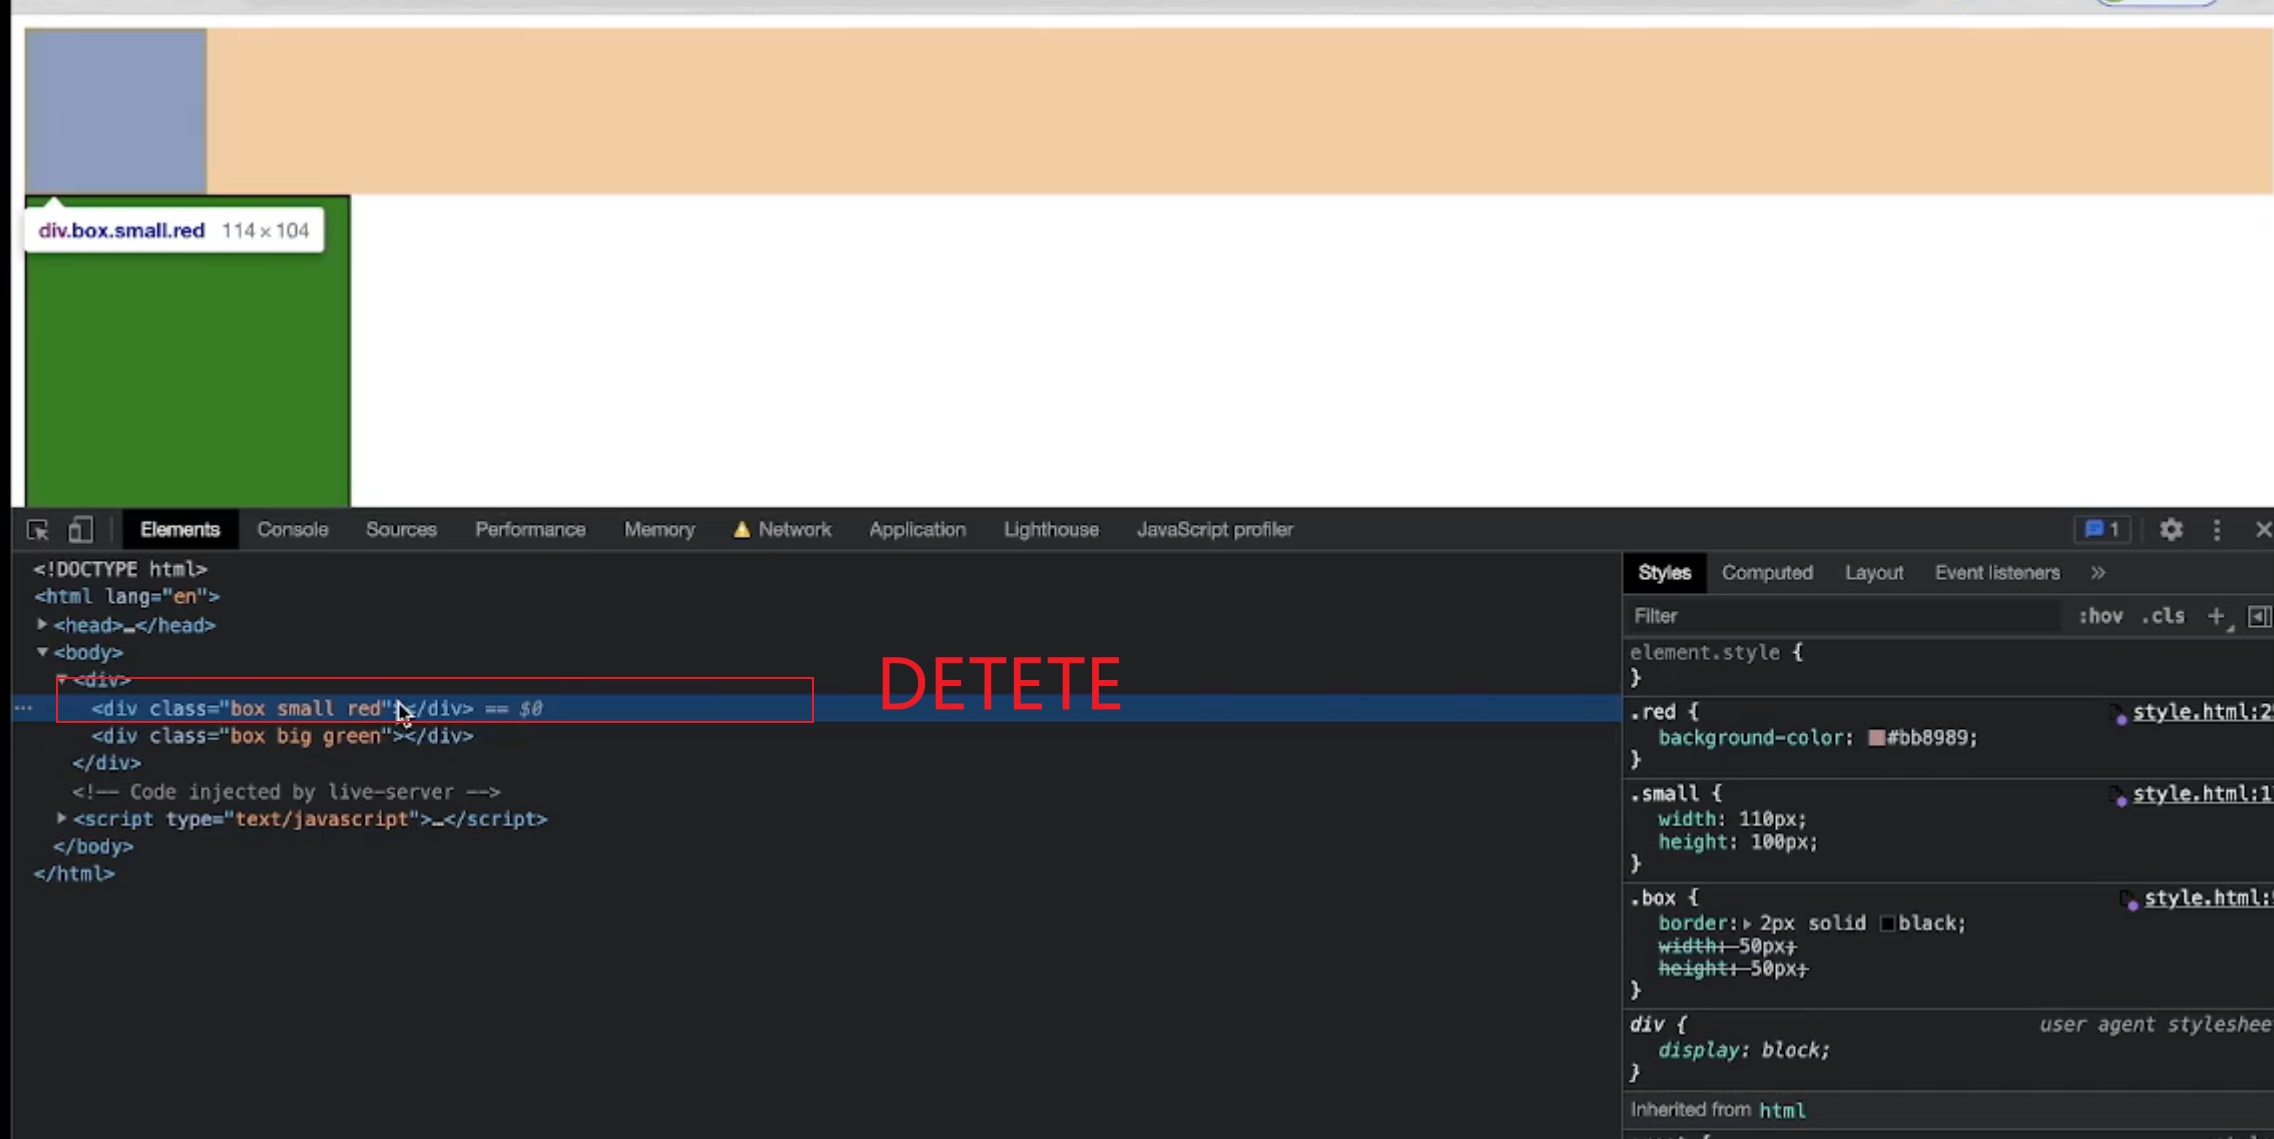 div.box.small.red 114 × 104
Elements Console Sources Performance Memory Network Application Lighthouse JavaScript profiler 1
<!DOCTYPE html>
<html lang="en">
<head>…</head>
<body>
<div>
<div class="box small red"></div> == $0
<div class="box big green"></div>
</div>
<!-- Code injected by live-server -->
<script type="text/javascript">…</script>
</body>
</html>
DETETE
Styles Computed Layout Event listeners »
Filter :hov .cls +
element.style {
}
.red { style.html:2
background-color: #bb8989;
}
.small { style.html:1
width: 110px;
height: 100px;
}
.box { style.html:
border: 2px solid black;
width: 50px;
height: 50px;
}
div { user agent styleshee
display: block;
}
Inherited from html